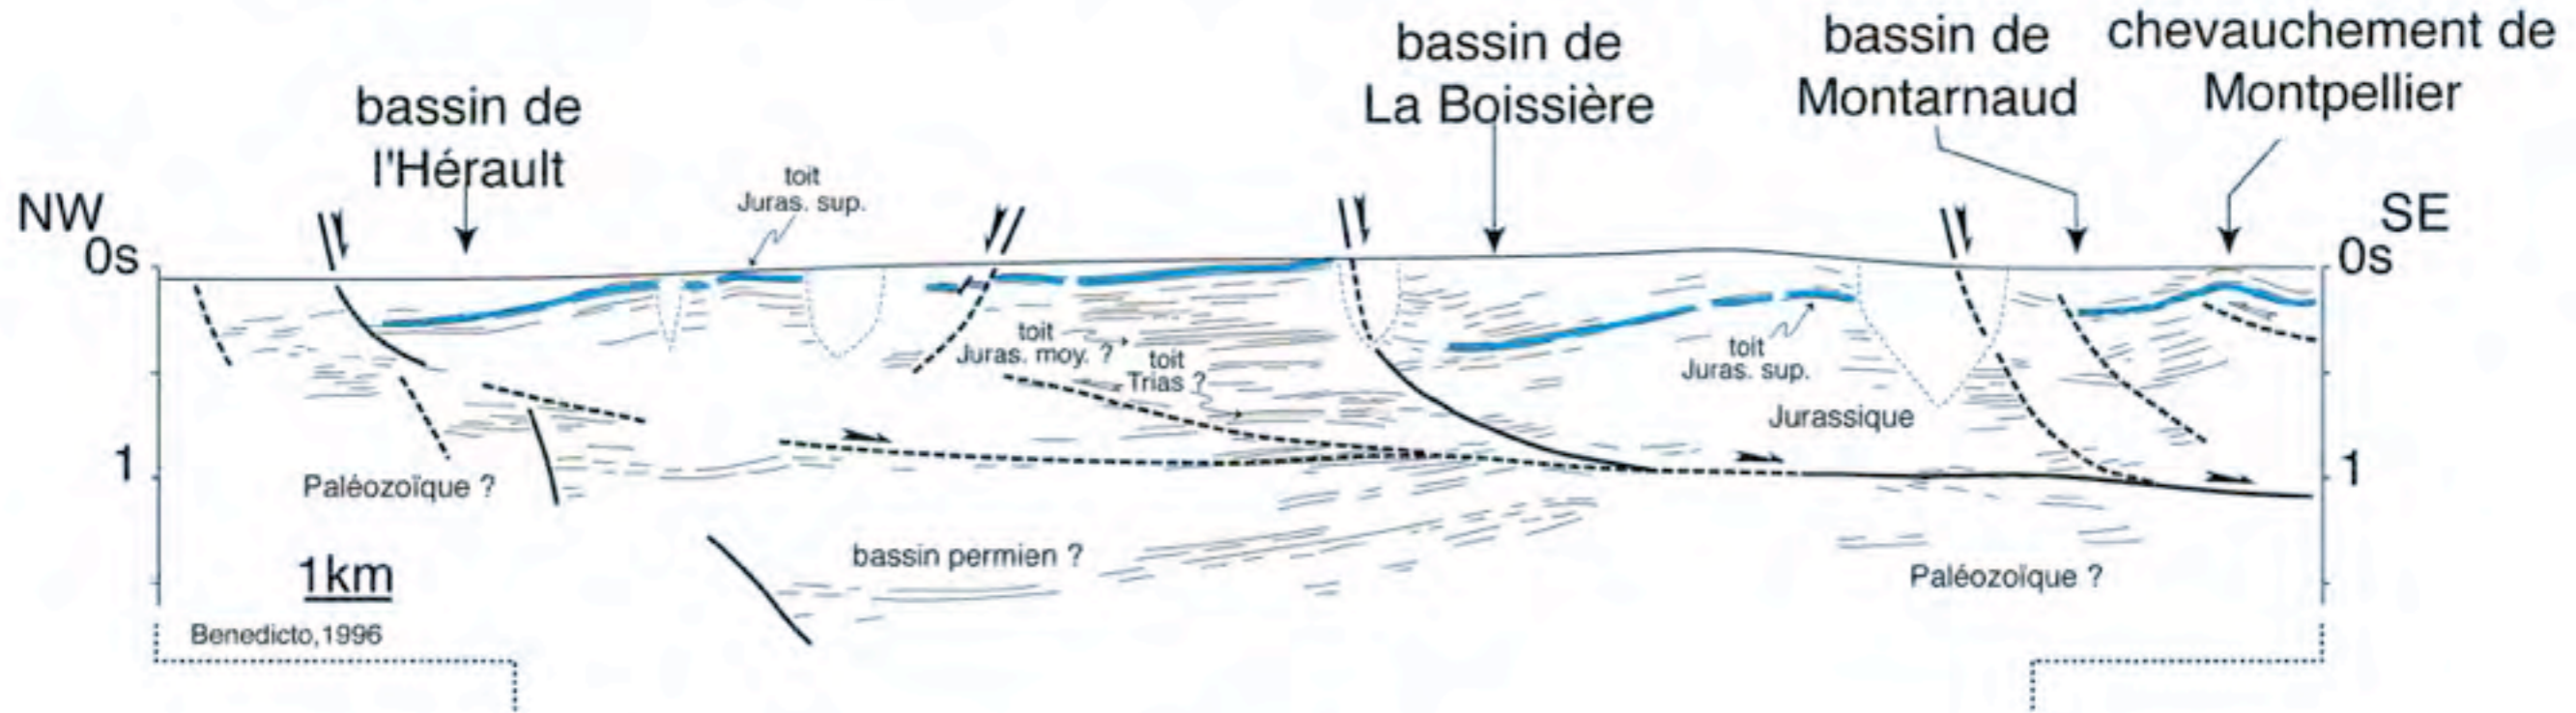 bassin de
l'Hérault
bassin de
La Boissière
bassin de
Montarnaud
chevauchement de
Montpellier
NW
SE
0s
0s
toit
Juras. sup.
toit
Juras. moy. ?
toit
Trias ?
toit
Juras. sup.
Jurassique
1
1
Paléozoïque ?
bassin permien ?
Paléozoïque ?
1km
Benedicto,1996